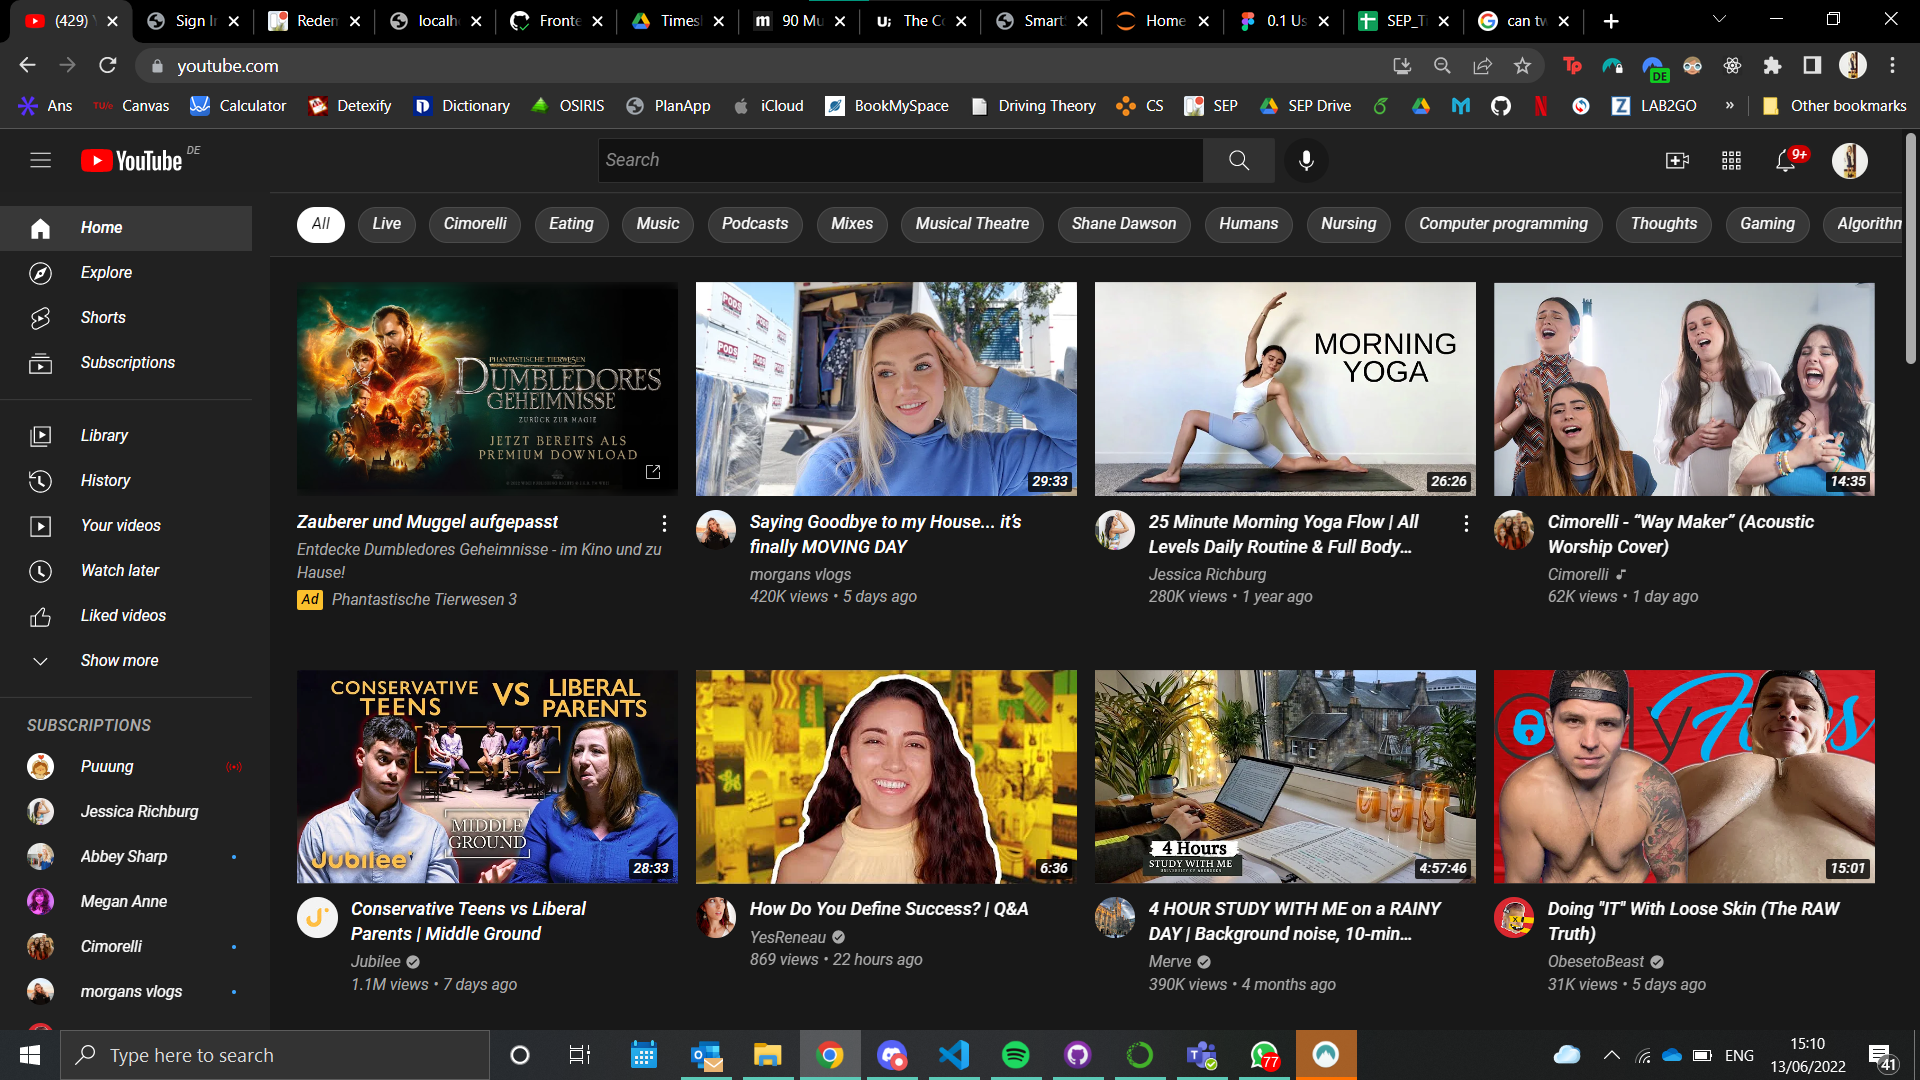 (429) Y
Sign In
Redem
localho
Fronte
Timesh
90 Mu
The Co
Smart
Home
0.1 Us
SEP_Ti
can tw
youtube.com
DE
Ans
Canvas
Calculator
Detexify
Dictionary
OSIRIS
PlanApp
iCloud
BookMySpace
Driving Theory
CS
SEP
SEP Drive
LAB2GO
»
Other bookmarks
YouTube DE
Search
9+
Home
Explore
Shorts
Subscriptions
Library
History
Your videos
Watch later
Liked videos
Show more
SUBSCRIPTIONS
Puuung
Jessica Richburg
Abbey Sharp
Megan Anne
Cimorelli
morgans vlogs
All
Live
Cimorelli
Eating
Music
Podcasts
Mixes
Musical Theatre
Shane Dawson
Humans
Nursing
Computer programming
Thoughts
Gaming
Algorithm
PHANTASTISCHE TIERWESEN
DUMBLEDORES
GEHEIMNISSE
ZURÜCK ZUR MAGIE
JETZT BEREITS ALS
PREMIUM DOWNLOAD
Zauberer und Muggel aufgepasst
Entdecke Dumbledores Geheimnisse - im Kino und zu
Hause!
Ad Phantastische Tierwesen 3
PODS
PODS
PODS
29:33
Saying Goodbye to my House... it's
finally MOVING DAY
morgans vlogs
420K views • 5 days ago
MORNING
YOGA
26:26
25 Minute Morning Yoga Flow | All
Levels Daily Routine & Full Body...
Jessica Richburg
280K views • 1 year ago
14:35
Cimorelli - “Way Maker” (Acoustic
Worship Cover)
Cimorelli
62K views • 1 day ago
CONSERVATIVE
TEENS
VS
LIBERAL
PARENTS
MIDDLE
GROUND
Jubilee
28:33
Conservative Teens vs Liberal
Parents | Middle Ground
Jubilee
1.1M views • 7 days ago
6:36
How Do You Define Success? | Q&A
YesReneau
869 views • 22 hours ago
4 Hours
STUDY WITH ME
UNIVERSITY OF ABERDEEN
4:57:46
4 HOUR STUDY WITH ME on a RAINY
DAY | Background noise, 10-min...
Merve
390K views • 4 months ago
15:01
Doing "IT" With Loose Skin (The RAW
Truth)
ObesetoBeast
31K views • 5 days ago
Type here to search
77
ENG
15:10
13/06/2022
41